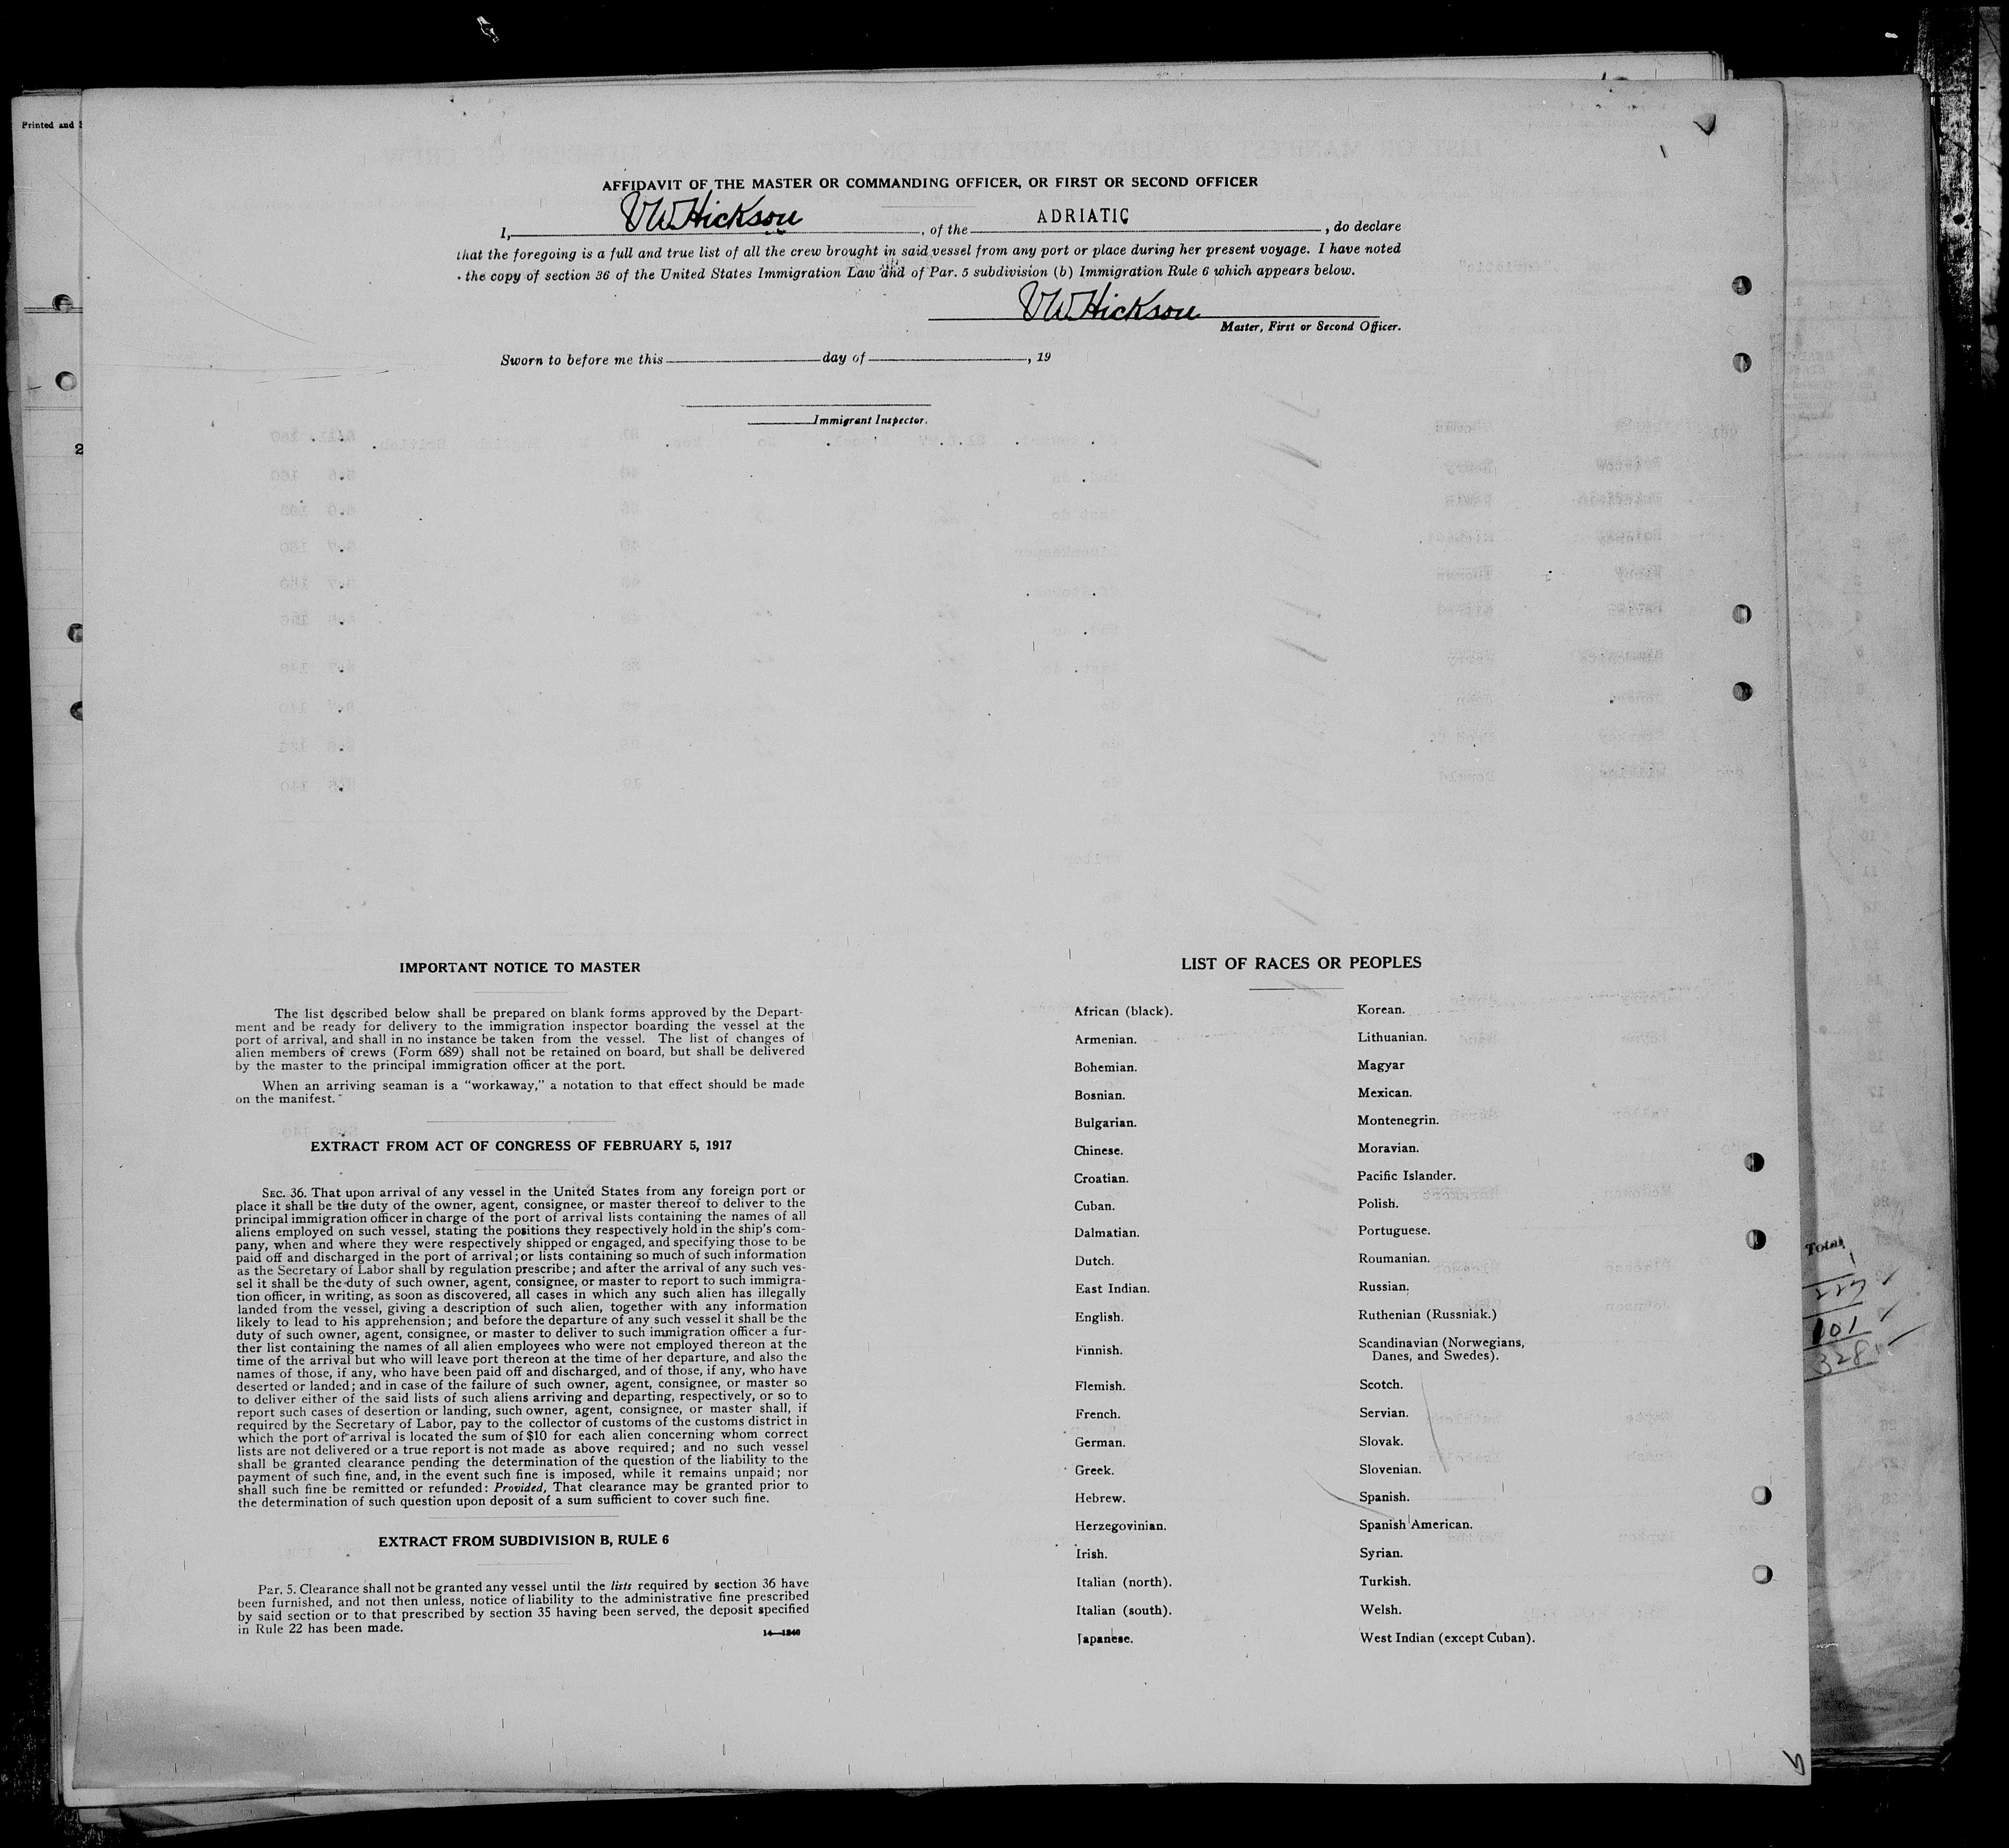 Printed and
2
AFFIDAVIT OF THE MASTER OR COMMANDING OFFICER, OR FIRST OR SECOND OFFICER
I, VW Hickson, of the ADRIATIC, do declare
that the foregoing is a full and true list of all the crew brought in said vessel from any port or place during her present voyage. I have noted
the copy of section 36 of the United States Immigration Law and of Par. 5 subdivision (b) Immigration Rule 6 which appears below.
VW Hickson
Master, First or Second Officer.
Sworn to before me this day of , 19
Immigrant Inspector.
IMPORTANT NOTICE TO MASTER
The list described below shall be prepared on blank forms approved by the Depart-
ment and be ready for delivery to the immigration inspector boarding the vessel at the
port of arrival, and shall in no instance be taken from the vessel. The list of changes of
alien members of crews (Form 689) shall not be retained on board, but shall be delivered
by the master to the principal immigration officer at the port.
When an arriving seaman is a "workaway," a notation to that effect should be made
on the manifest.
EXTRACT FROM ACT OF CONGRESS OF FEBRUARY 5, 1917
SEC. 36. That upon arrival of any vessel in the United States from any foreign port or
place it shall be the duty of the owner, agent, consignee, or master thereof to deliver to the
principal immigration officer in charge of the port of arrival lists containing the names of all
aliens employed on such vessel, stating the positions they respectively hold in the ship's com-
pany, when and where they were respectively shipped or engaged, and specifying those to be
paid off and discharged in the port of arrival; or lists containing so much of such information
as the Secretary of Labor shall by regulation prescribe; and after the arrival of any such ves-
sel it shall be the duty of such owner, agent, consignee, or master to report to such immigra-
tion officer, in writing, as soon as discovered, all cases in which any such alien has illegally
landed from the vessel, giving a description of such alien, together with any information
likely to lead to his apprehension; and before the departure of any such vessel it shall be the
duty of such owner, agent, consignee, or master to deliver to such immigration officer a fur-
ther list containing the names of all alien employees who were not employed thereon at the
time of the arrival but who will leave port thereon at the time of her departure, and also the
names of those, if any, who have been paid off and discharged, and of those, if any, who have
deserted or landed; and in case of the failure of such owner, agent, consignee, or master so
to deliver either of the said lists of such aliens arriving and departing, respectively, or so to
report such cases of desertion or landing, such owner, agent, consignee, or master shall, if
required by the Secretary of Labor, pay to the collector of customs of the customs district in
which the port of arrival is located the sum of $10 for each alien concerning whom correct
lists are not delivered or a true report is not made as above required; and no such vessel
shall be granted clearance pending the determination of the question of the liability to the
payment of such fine, and, in the event such fine is imposed, while it remains unpaid; nor
shall such fine be remitted or refunded: Provided, That clearance may be granted prior to
the determination of such question upon deposit of a sum sufficient to cover such fine.
EXTRACT FROM SUBDIVISION B, RULE 6
Par. 5. Clearance shall not be granted any vessel until the lists required by section 36 have
been furnished, and not then unless, notice of liability to the administrative fine prescribed
by said section or to that prescribed by section 35 having been served, the deposit specified
in Rule 22 has been made.
14—1240
LIST OF RACES OR PEOPLES
African (black).
Armenian.
Bohemian.
Bosnian.
Bulgarian.
Chinese.
Croatian.
Cuban.
Dalmatian.
Dutch.
East Indian.
English.
Finnish.
Flemish.
French.
German.
Greek.
Hebrew.
Herzegovinian.
Irish.
Italian (north).
Italian (south).
Japanese.
Korean.
Lithuanian.
Magyar
Mexican.
Montenegrin.
Moravian.
Pacific Islander.
Polish.
Portuguese.
Roumanian.
Russian.
Ruthenian (Russniak.)
Scandinavian (Norwegians,
Danes, and Swedes).
Scotch.
Servian.
Slovak.
Slovenian.
Spanish.
Spanish American.
Syrian.
Turkish.
Welsh.
West Indian (except Cuban).
Total
227
101
328